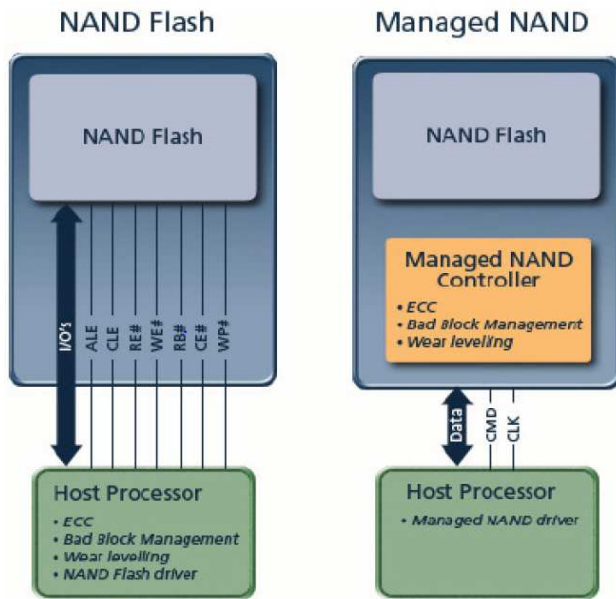 NAND Flash
NAND Flash
I/O's
ALE
CLE
RE#
WE#
RB#
CE#
WP#
Host Processor
• ECC
• Bad Block Management
• Wear levelling
• NAND Flash driver
Managed NAND
NAND Flash
Managed NAND
Controller
• ECC
• Bad Block Management
• Wear levelling
Data
CMD
CLK
Host Processor
• Managed NAND driver